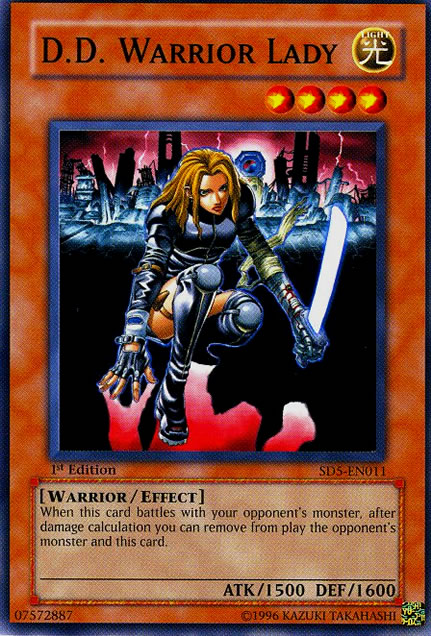 D.D. WARRIOR LADY
LIGHT
光
1st Edition
SD5-EN011
[WARRIOR/EFFECT]
When this card battles with your opponent's monster, after
damage calculation you can remove from play the opponent's
monster and this card.
ATK/1500 DEF/1600
07572887
©1996 KAZUKI TAKAHASHI